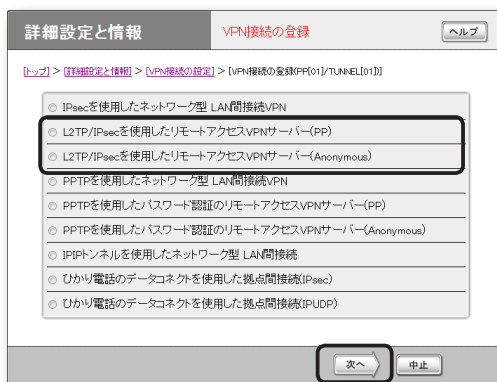 詳細設定と情報
VPN接続の登録
ヘルプ
[トップ] > [詳細設定と情報] > [VPN接続の設定] > [VPN接続の登録(PP[01]/TUNNEL[01])]
IPsecを使用したネットワーク型 LAN間接続VPN
L2TP/IPsecを使用したリモートアクセスVPNサーバー(PP)
L2TP/IPsecを使用したリモートアクセスVPNサーバー(Anonymous)
PPTPを使用したネットワーク型 LAN間接続VPN
PPTPを使用したパスワード認証のリモートアクセスVPNサーバー(PP)
PPTPを使用したパスワード認証のリモートアクセスVPNサーバー(Anonymous)
IPIPトンネルを使用したネットワーク型 LAN間接続
ひかり電話のデータコネクトを使用した拠点間接続(IPsec)
ひかり電話のデータコネクトを使用した拠点間接続(IPUDP)
次へ
中止